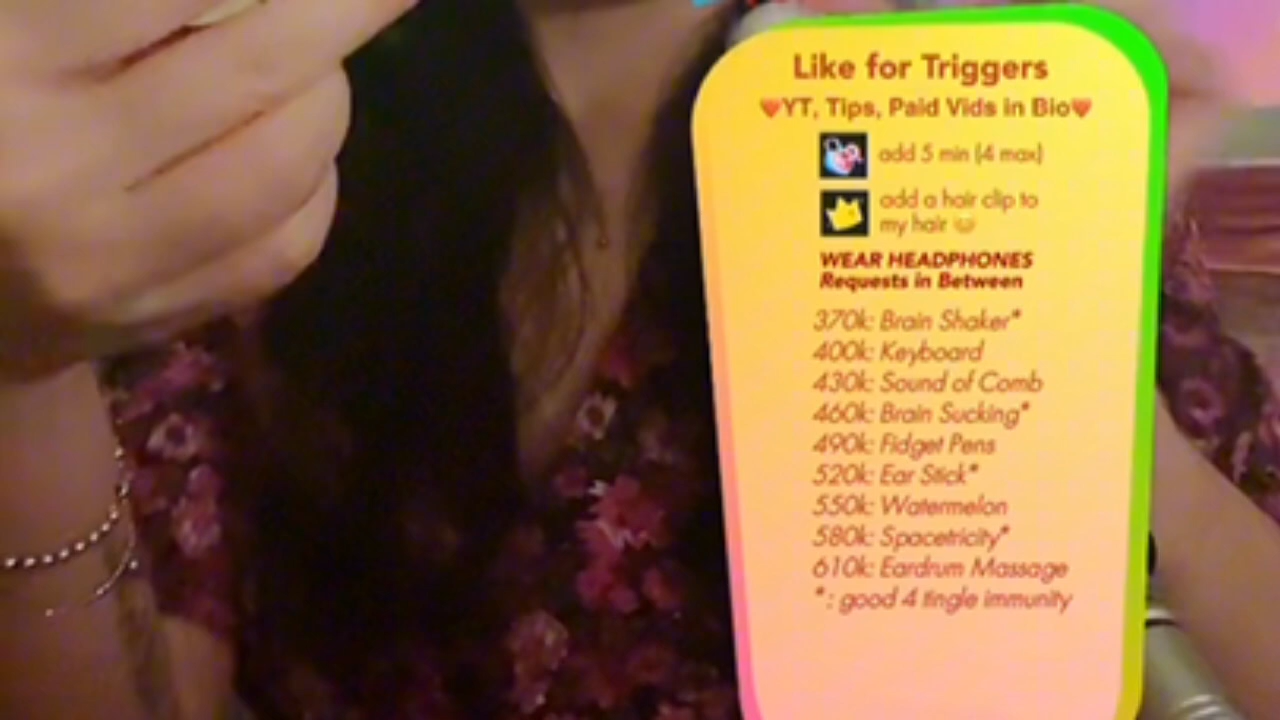 Like for Triggers
❤YT, Tips, Paid Vids in Bio❤
add 5 min (4 max)
add a hair clip to
my hair
WEAR HEADPHONES
Requests in Between
370k: Brain Shaker*
400k: Keyboard
430k: Sound of Comb
460k: Brain Sucking*
490k: Fidget Pens
520k: Ear Stick*
550k: Watermelon
580k: Spacetricity*
610k: Eardrum Massage
*: good 4 tingle immunity